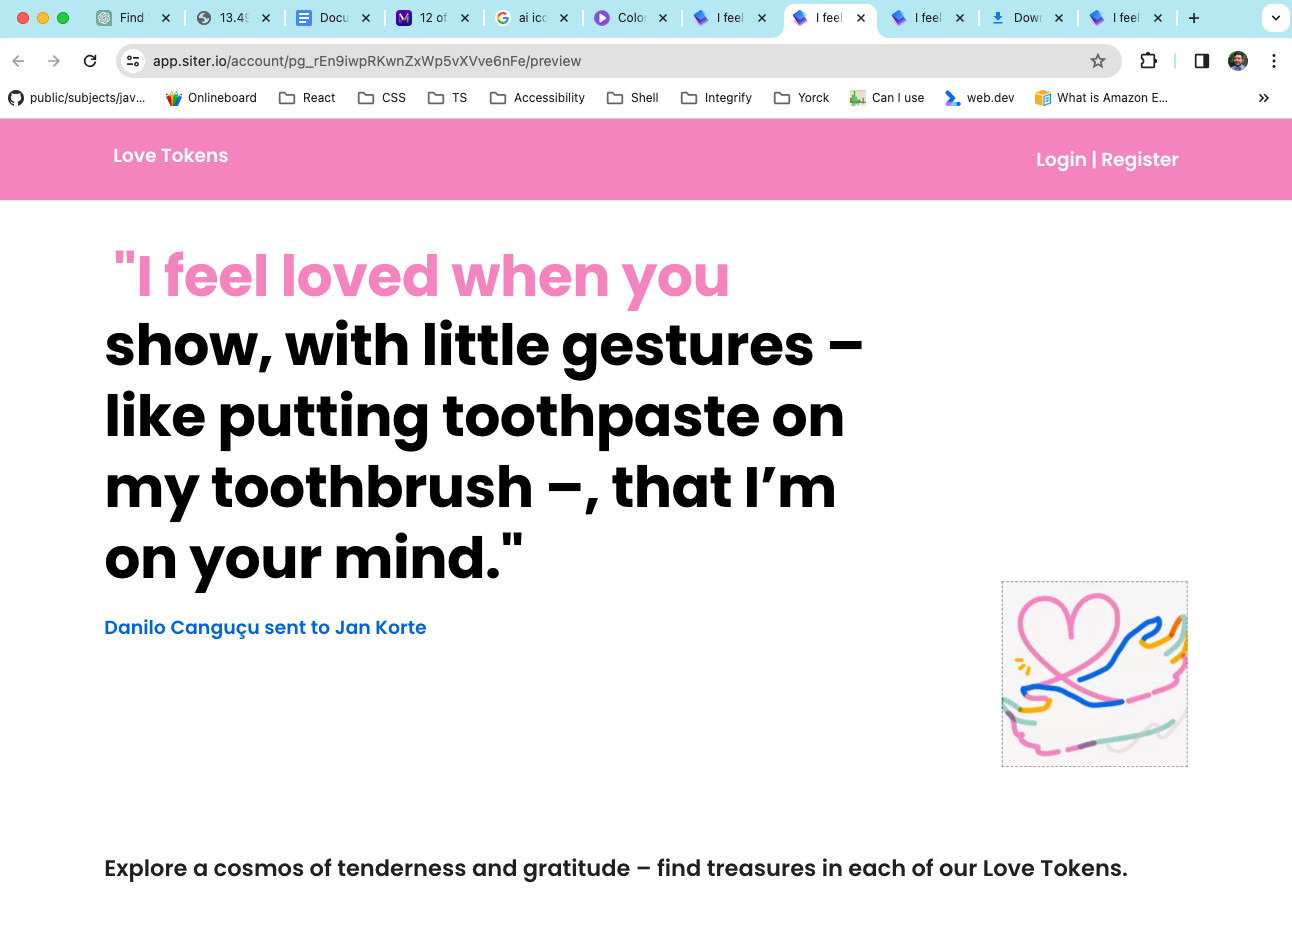 Find
13.49
Docu
12 of
ai ico
Color
I feel
I feel
I feel
Down
I feel
app.siter.io/account/pg_rEn9iwpRKwnZxWp5vXVve6nFe/preview
public/subjects/jav...
Onlineboard
React
CSS
TS
Accessibility
Shell
Integrify
Yorck
Can I use
web.dev
What is Amazon E...
Love Tokens
Login | Register
"I feel loved when you
show, with little gestures –
like putting toothpaste on
my toothbrush –, that I’m
on your mind."
Danilo Canguçu sent to Jan Korte
Explore a cosmos of tenderness and gratitude – find treasures in each of our Love Tokens.